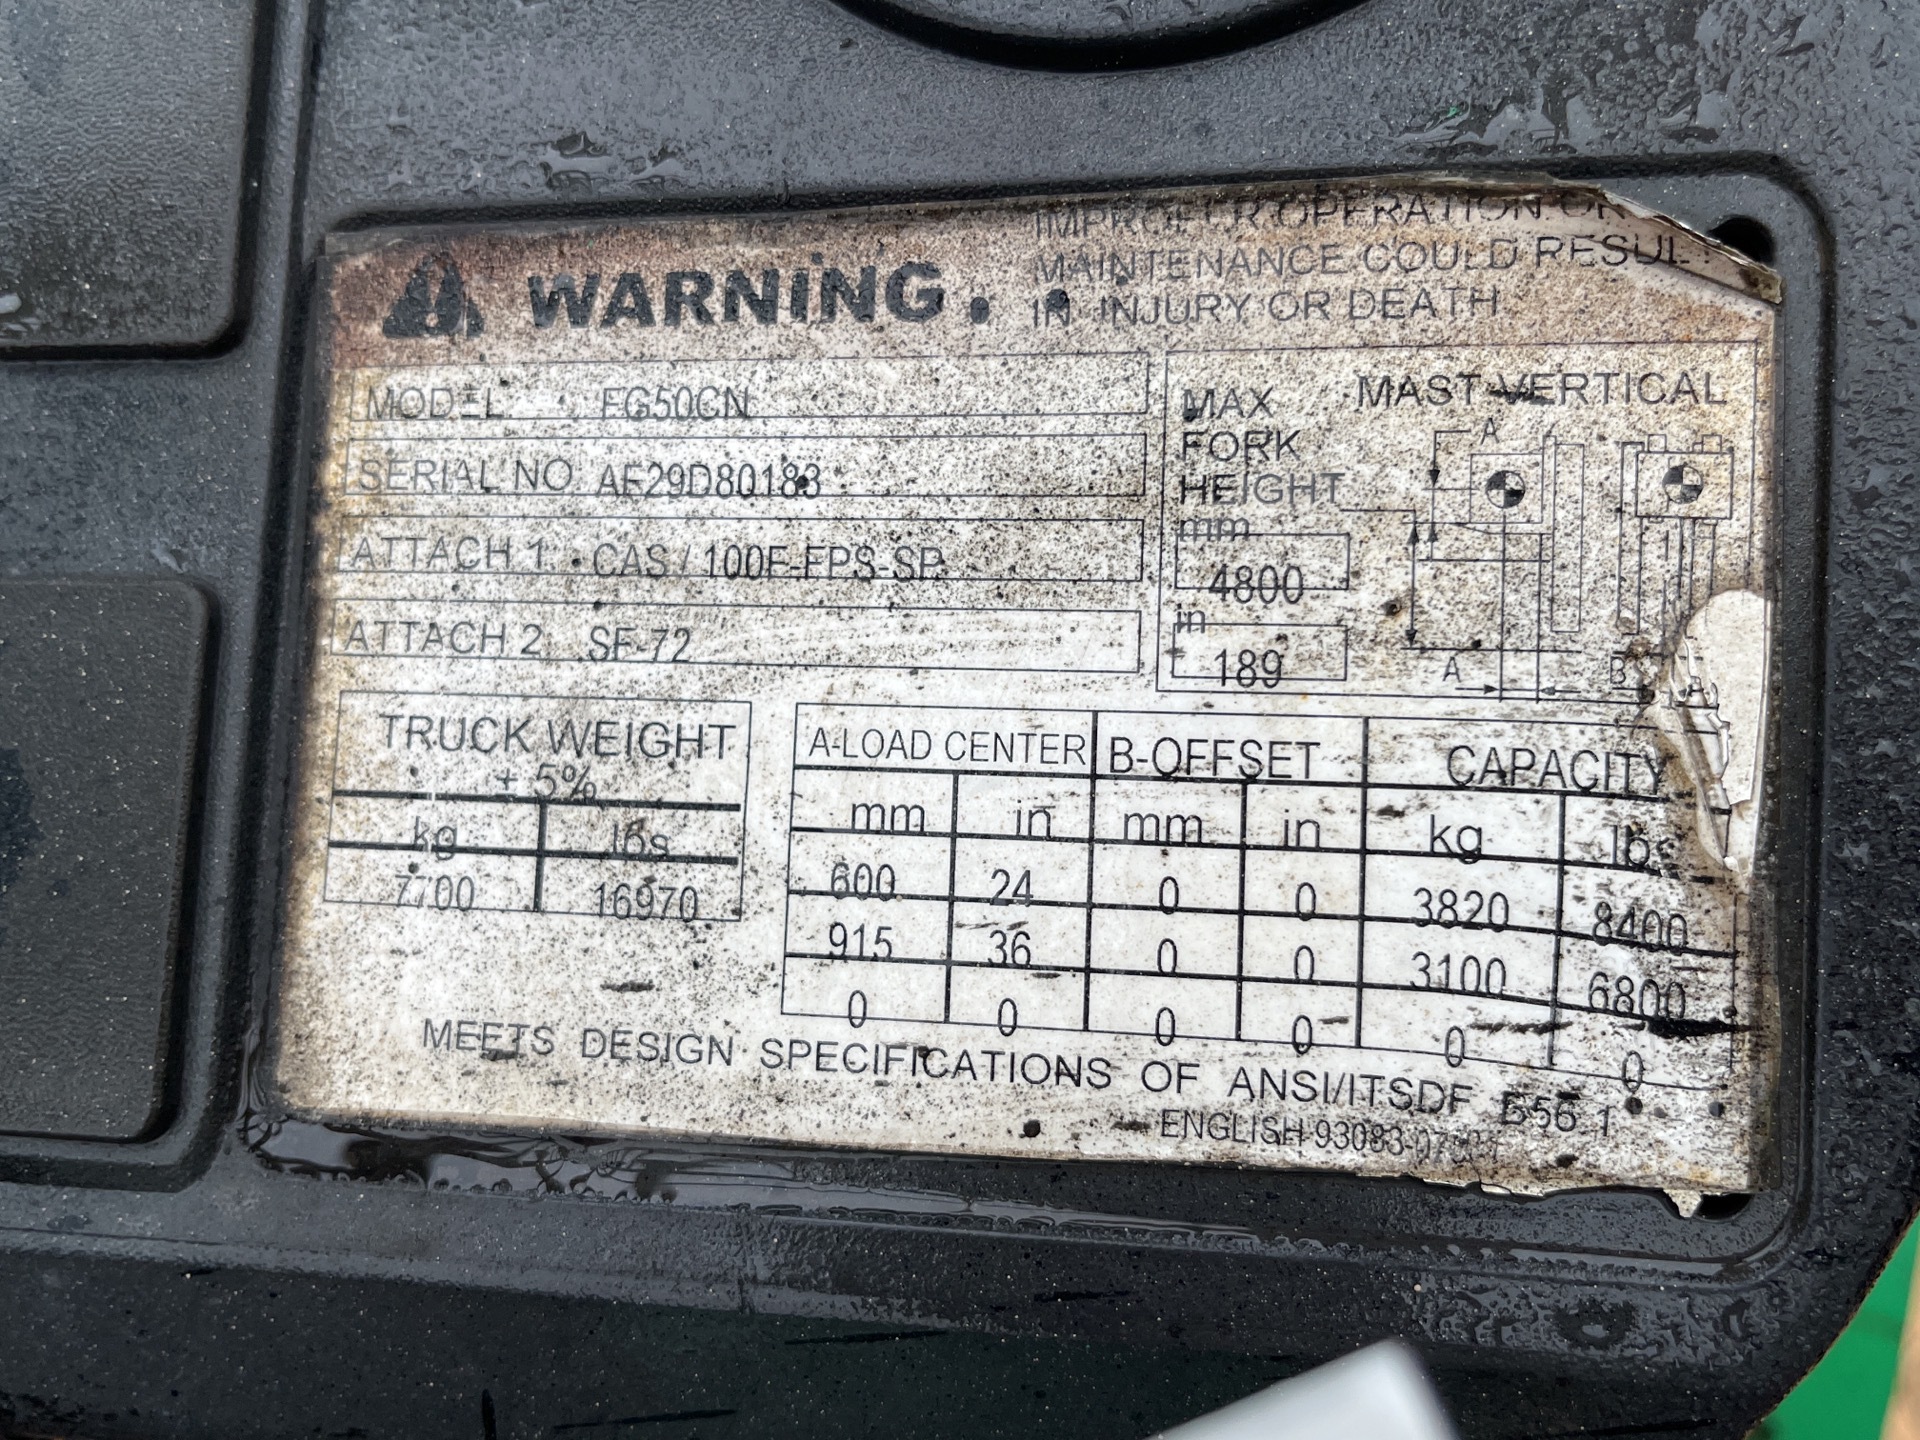 WARNING.
IMPROPER OPERATION OR
MAINTENANCE COULD RESULT
IN INJURY OR DEATH
MODEL FG50CN
SERIAL NO. AF29D80183
ATTACH 1 CAS / 100F-FPS-SP
ATTACH 2 SF-72
MAX
FORK
HEIGHT
mm
4800
in
189
MAST VERTICAL
A
A B
TRUCK WEIGHT
± 5%
kg lbs
7700 16970
A-LOAD CENTER B-OFFSET CAPACITY
mm in mm in kg lbs
600 24 0 0 3820 8400
915 36 0 0 3100 6800
0 0 0 0 0 0
MEETS DESIGN SPECIFICATIONS OF ANSI/ITSDF B56.1
ENGLISH 93083